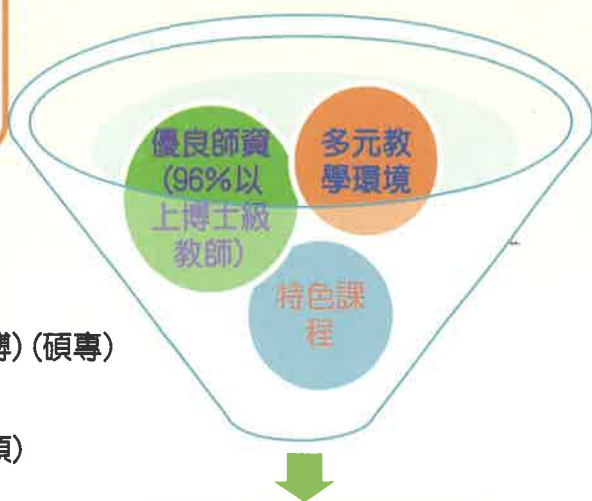 優良師資
(96%以
上博士級
教師)
多元教
學環境
特色課
程
(碩專)